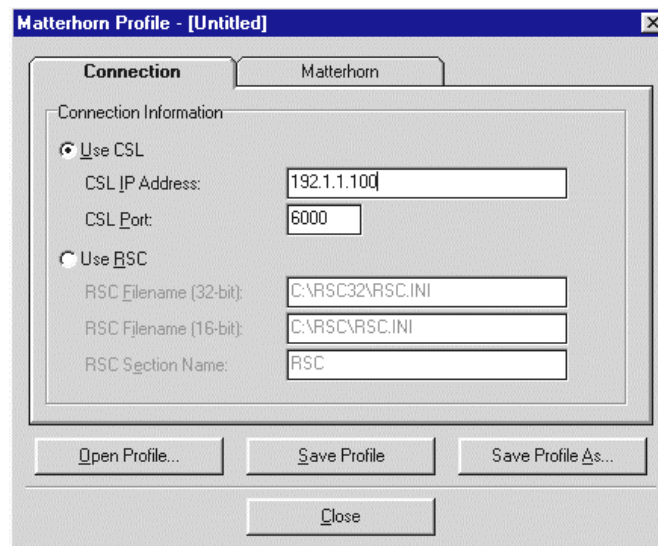 Matterhorn Profile - [Untitled]
Connection Matterhorn
Connection Information
Use CSL
CSL IP Address: 192.1.1.100
CSL Port: 6000
Use RSC
RSC Filename (32-bit): C:\RSC32\RSC.INI
RSC Filename (16-bit): C:\RSC\RSC.INI
RSC Section Name: RSC
Open Profile... Save Profile Save Profile As...
Close